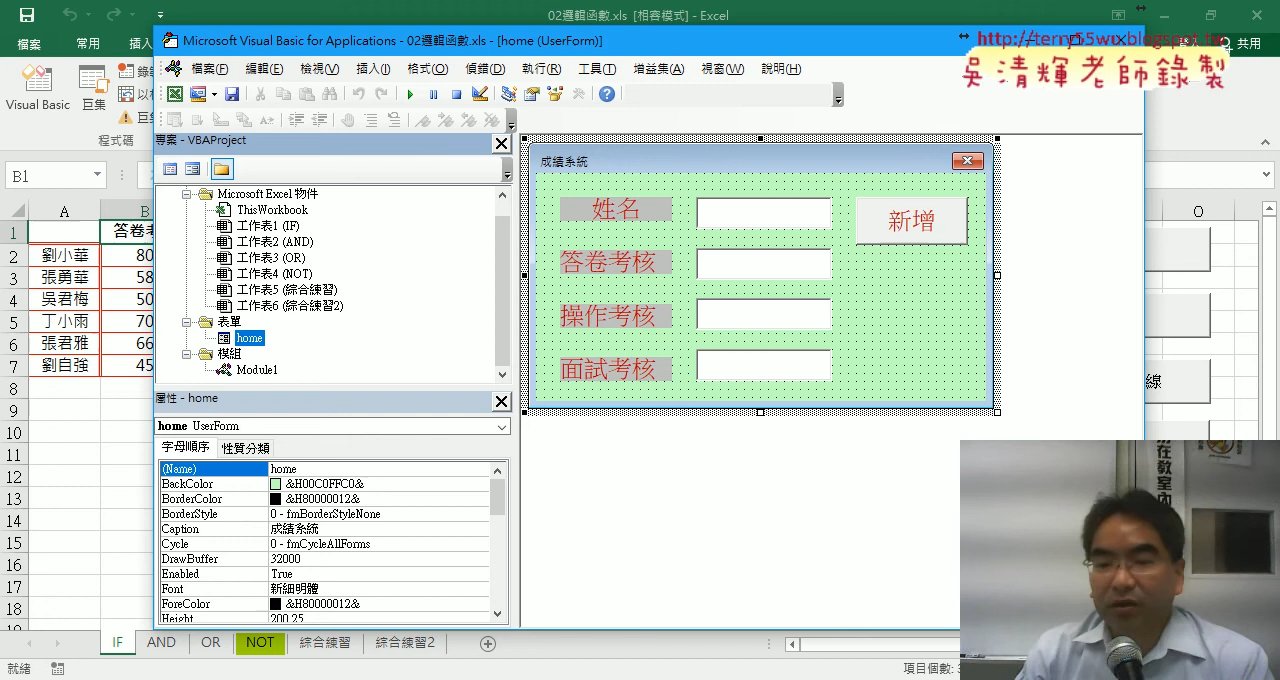 02邏輯函數.xls [相容模式] - Excel
檔案
常用
插入
共用
Visual Basic
巨集
程式碼
B1
A
B
O
1
答卷考
2
劉小華
80
3
張勇華
58
4
吳君梅
50
5
丁小雨
70
6
張君雅
66
7
劉自強
45
8
9
10
11
12
13
14
15
16
17
18
線
Microsoft Visual Basic for Applications - 02邏輯函數.xls - [home (UserForm)]
檔案(F)
編輯(E)
檢視(V)
插入(I)
格式(O)
偵錯(D)
執行(R)
工具(T)
增益集(A)
視窗(W)
說明(H)
http://terry55wu.blogspot.tw
吳清輝老師錄製
專案 - VBAProject
Microsoft Excel 物件
ThisWorkbook
工作表1 (IF)
工作表2 (AND)
工作表3 (OR)
工作表4 (NOT)
工作表5 (綜合練習)
工作表6 (綜合練習2)
表單
home
模組
Module1
屬性 - home
home UserForm
字母順序
性質分類
(Name) home
BackColor &H00C0FFC0&
BorderColor &H80000012&
BorderStyle 0 - fmBorderStyleNone
Caption 成績系統
Cycle 0 - fmCycleAllForms
DrawBuffer 32000
Enabled True
Font 新細明體
ForeColor &H80000012&
Height 200.25
成績系統
姓名
新增
答卷考核
操作考核
面試考核
IF
AND
OR
NOT
綜合練習
綜合練習2
就緒
項目個數: 3